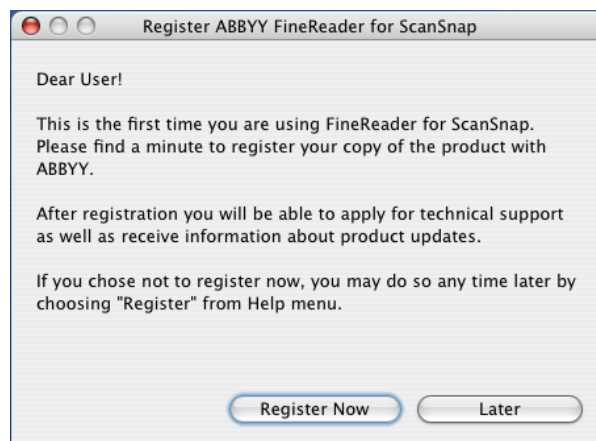 Register ABBYY FineReader for ScanSnap
Dear User!
This is the first time you are using FineReader for ScanSnap.
Please find a minute to register your copy of the product with
ABBYY.
After registration you will be able to apply for technical support
as well as receive information about product updates.
If you chose not to register now, you may do so any time later by
choosing "Register" from Help menu.
Register Now
Later